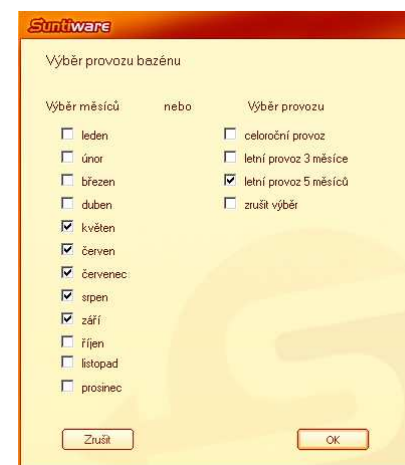 Suntiware
Výběr provozu bazénu
Výběr měsíců nebo Výběr provozu
leden celoroční provoz
únor letní provoz 3 měsíce
březen letní provoz 5 měsíců
duben zrušit výběr
květen
červen
červenec
srpen
září
říjen
listopad
prosinec
Zrušit OK